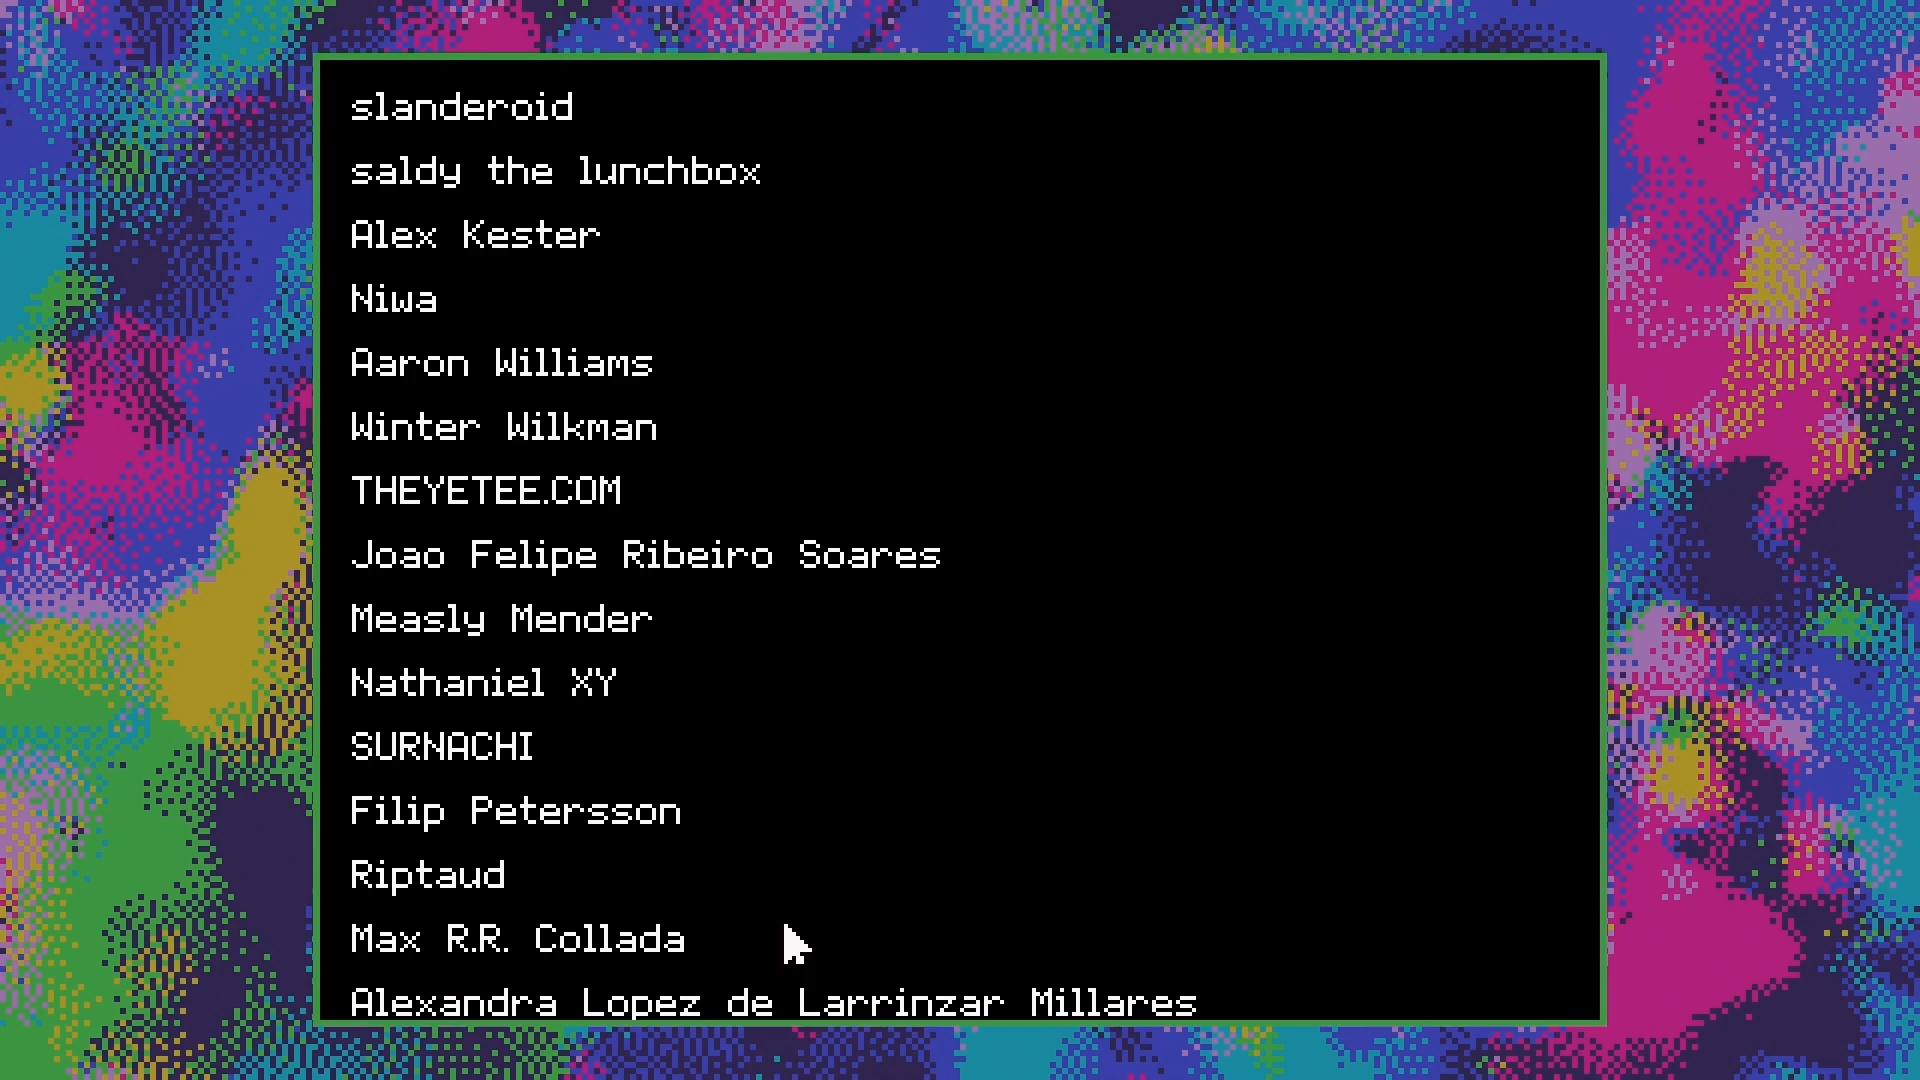 slanderoid
saldy the lunchbox
Alex Kester
Niwa
Aaron Williams
Winter Wilkman
THEYETEE.COM
Joao Felipe Ribeiro Soares
Measly Mender
Nathaniel XY
SURNACHI
Filip Petersson
Riptaud
Max R.R. Collada
Alexandra Lopez de Larrinzar Millares